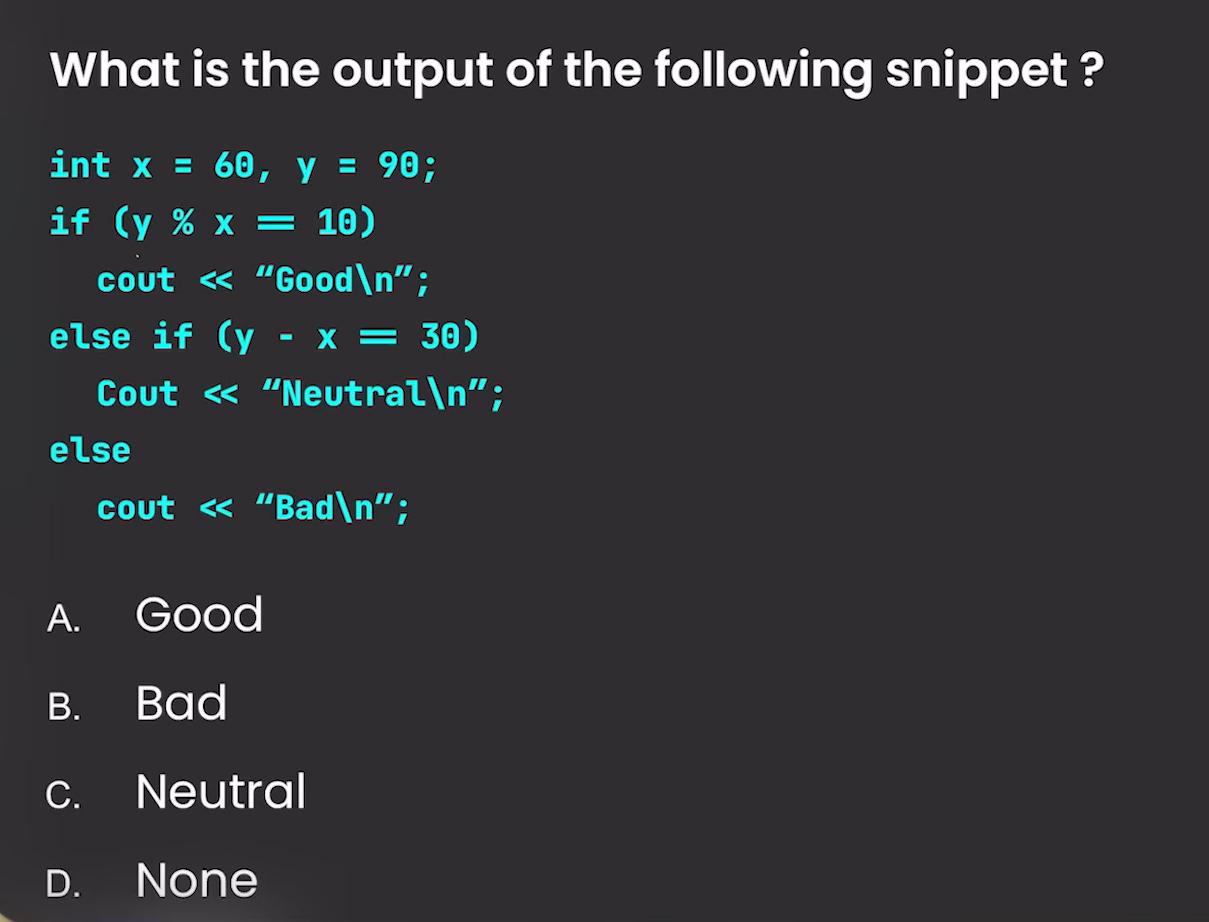 What is the output of the following snippet ?
int x = 60, y = 90;
if (y % x == 10)
cout << “Good\n”;
else if (y - x == 30)
Cout << “Neutral\n”;
else
cout << “Bad\n”;
A. Good
B. Bad
C. Neutral
D. None